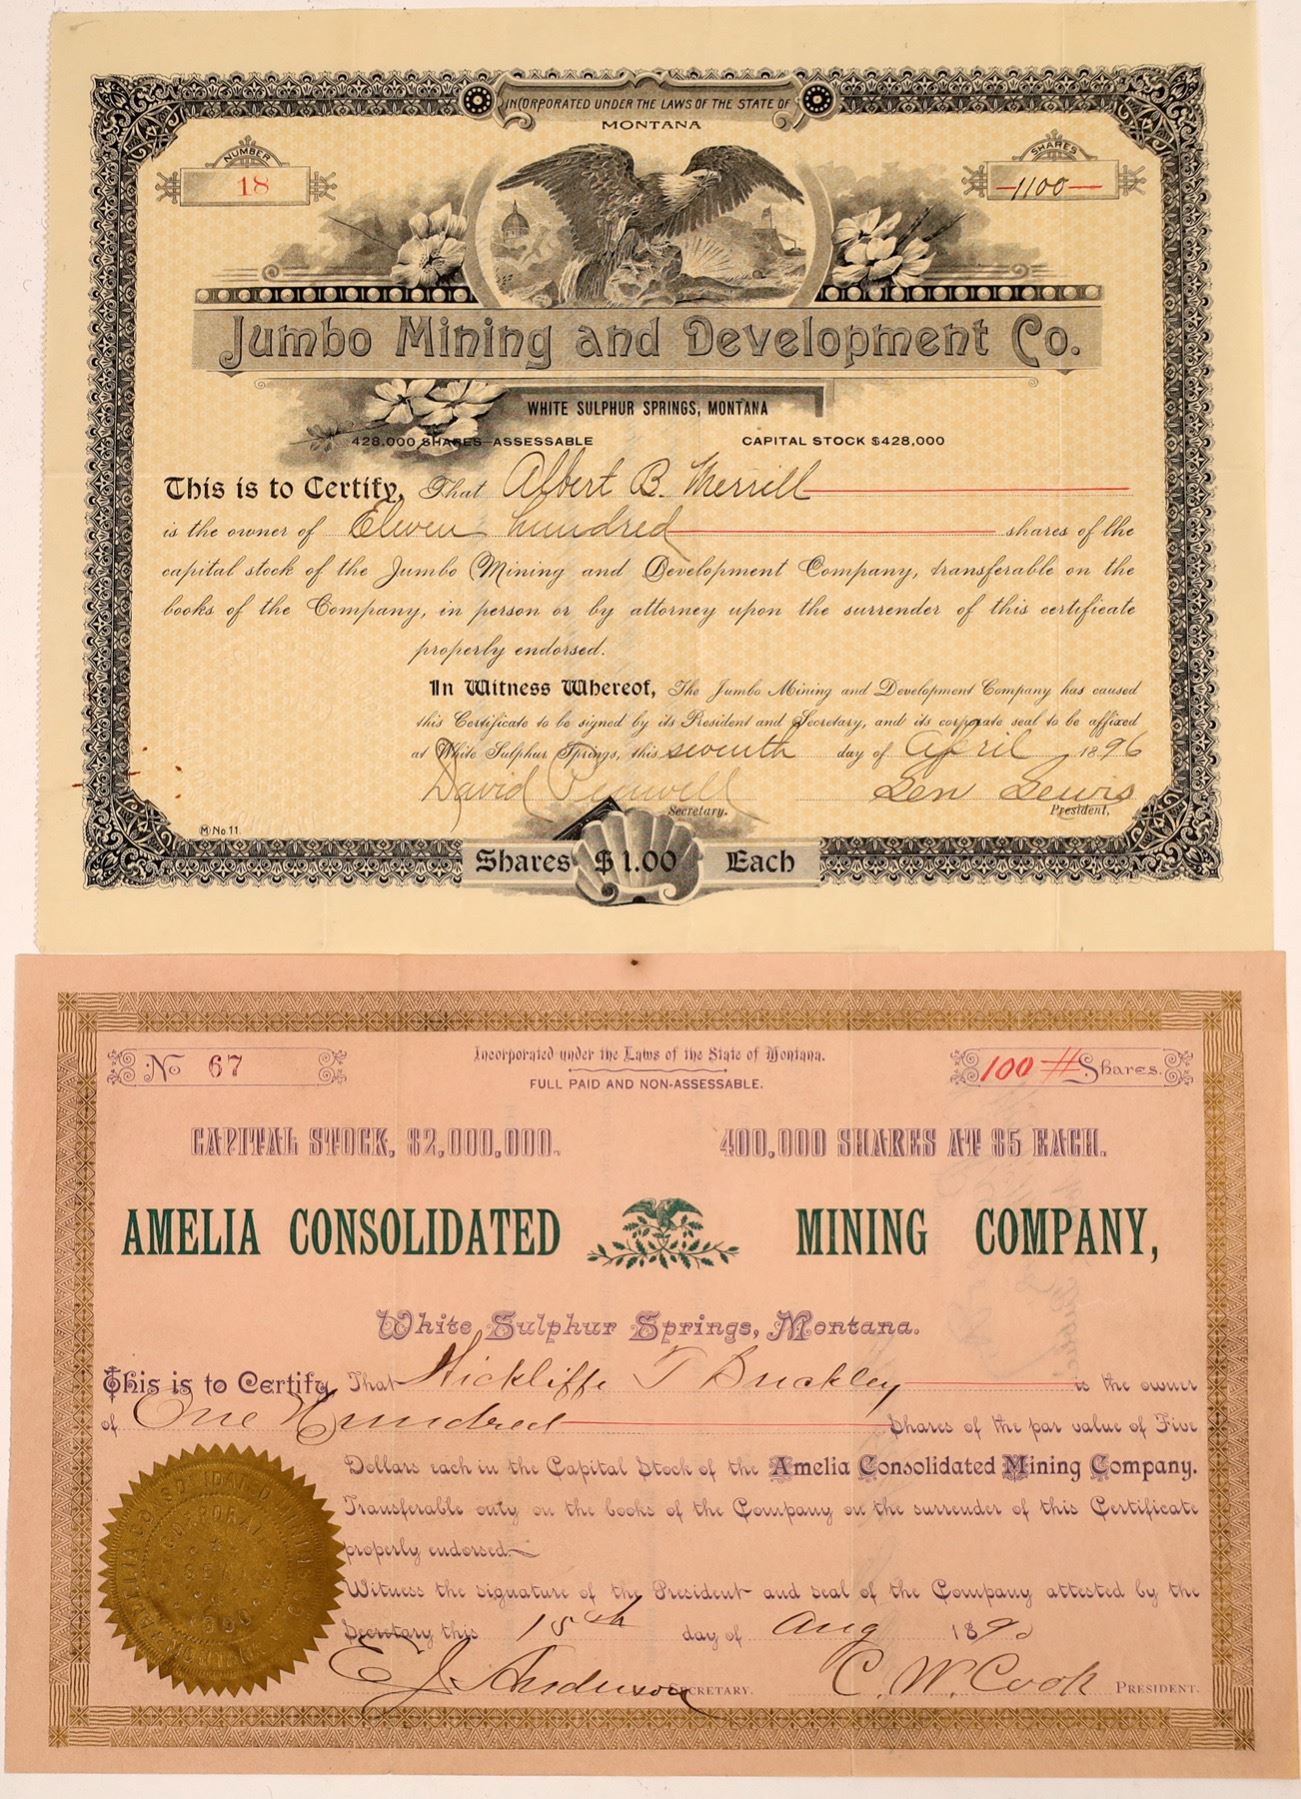 INCORPORATED UNDER THE LAWS OF THE STATE OF
MONTANA
NUMBER
18
SHARES
1100
Jumbo Mining and Development Co.
WHITE SULPHUR SPRINGS, MONTANA
428,000 SHARES ASSESSABLE CAPITAL STOCK $428,000
This is to Certify, That Albert B. Merrill
is the owner of Eleven hundred shares of the
capital stock of the Jumbo Mining and Development Company, transferable on the
books of the Company, in person or by attorney upon the surrender of this certificate
properly endorsed.
In Witness Whereof, The Jumbo Mining and Development Company has caused
this Certificate to be signed by its President and Secretary, and its corporate seal to be affixed
at White Sulphur Springs, this seventh day of April 1896
David Penwell Len Lewis
Secretary. President,
M No 11
Shares $1.00 Each
No 67
Incorporated under the Laws of the State of Montana.
FULL PAID AND NON-ASSESSABLE.
100 Shares.
CAPITAL STOCK, $2,000,000. 400,000 SHARES AT $5 EACH.
AMELIA CONSOLIDATED MINING COMPANY,
White Sulphur Springs, Montana.
This is to Certify That Wickliffe T Buckley is the owner
of One Hundred Shares of the par value of Five
Dollars each in the Capital Stock of the Amelia Consolidated Mining Company.
Transferable only on the books of the Company on the surrender of this Certificate
properly endorsed.
Witness the signature of the President and seal of the Company attested by the
Secretary this 15th day of Aug 1890
E J Anderson SECRETARY. C. W. Cook PRESIDENT.